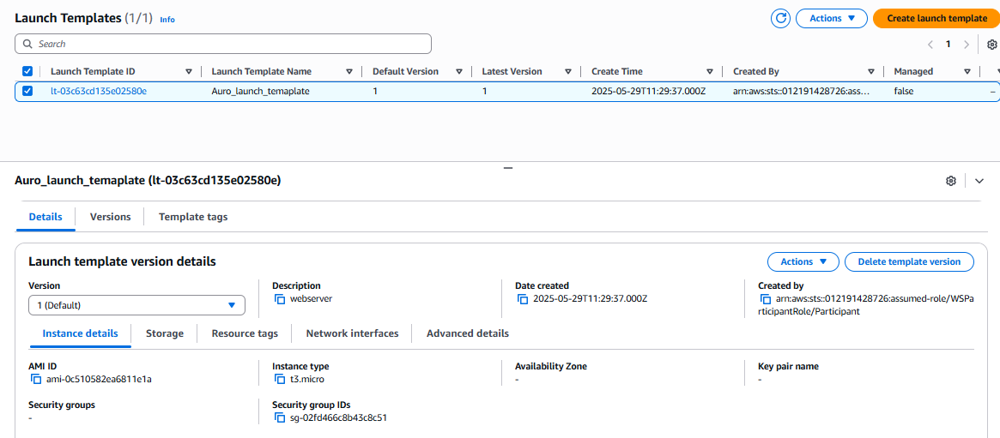 Launch Templates (1/1) Info
Actions
Create launch template
Search
1
Launch Template ID Launch Template Name Default Version Latest Version Create Time Created By Managed
lt-03c63cd135e02580e Auro_launch_temaplate 1 1 2025-05-29T11:29:37.000Z arn:aws:sts::012191428726:ass... false –
Auro_launch_temaplate (lt-03c63cd135e02580e)
Details Versions Template tags
Launch template version details
Actions
Delete template version
Version Description Date created Created by
1 (Default) webserver 2025-05-29T11:29:37.000Z arn:aws:sts::012191428726:assumed-role/WSPa
rticipantRole/Participant
Instance details Storage Resource tags Network interfaces Advanced details
AMI ID Instance type Availability Zone Key pair name
ami-0c510582ea6811e1a t3.micro - -
Security groups Security group IDs
- sg-02fd466c8b43c8c51